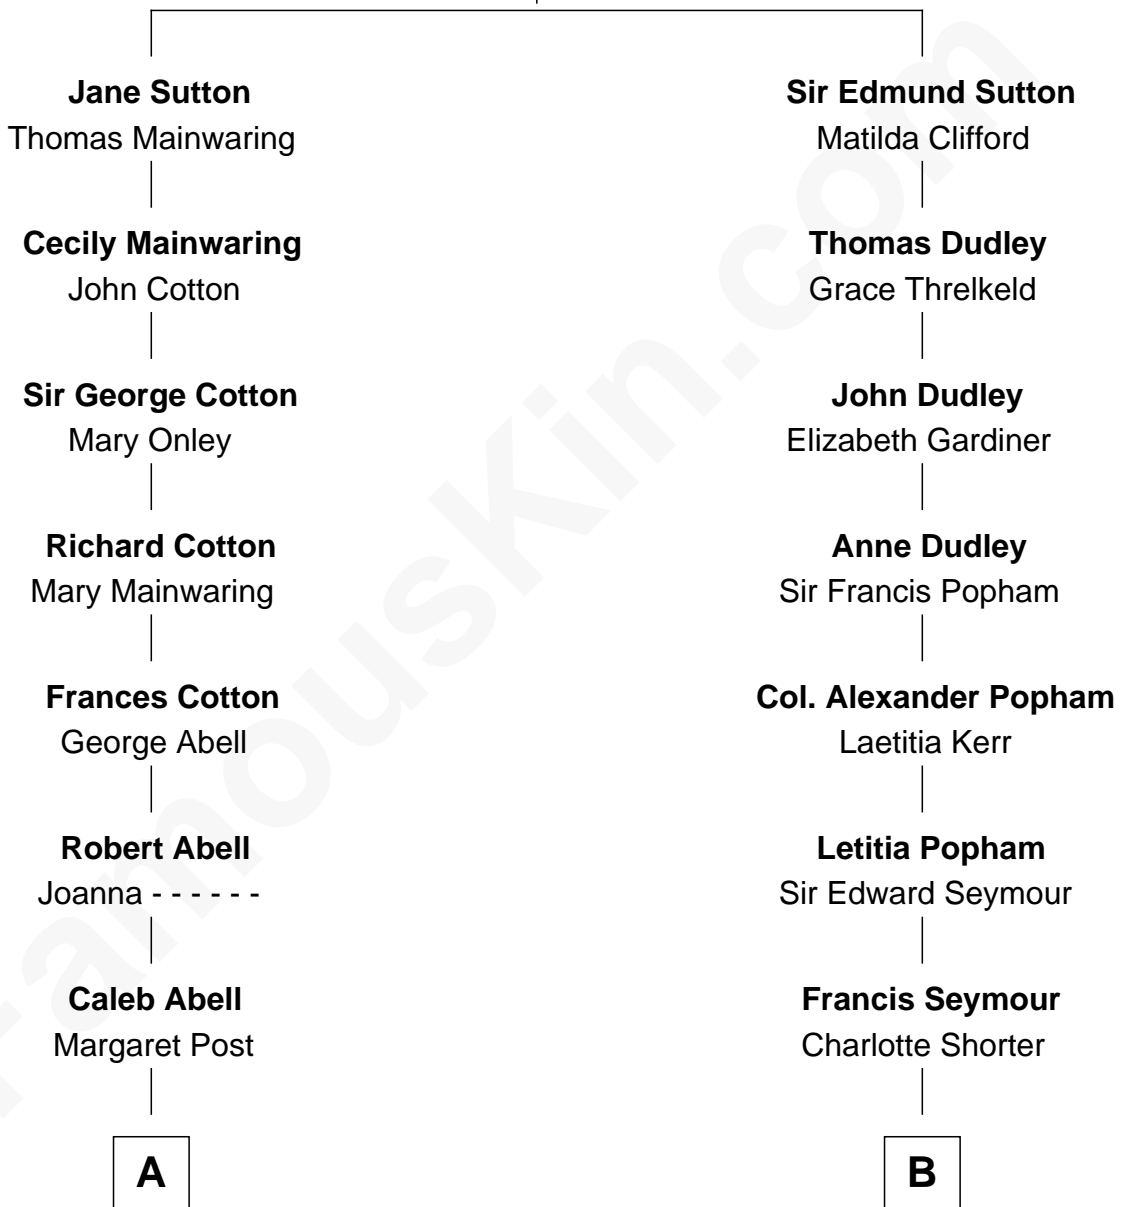 Jane Sutton
Thomas Mainwaring
Cecily Mainwaring
John Cotton
Sir George Cotton
Mary Onley
Richard Cotton
Mary Mainwaring
Frances Cotton
George Abell
Robert Abell
Joanna - - - - - -
Caleb Abell
Margaret Post
A
Sir Edmund Sutton
Matilda Clifford
Thomas Dudley
Grace Threlkeld
John Dudley
Elizabeth Gardiner
Anne Dudley
Sir Francis Popham
Col. Alexander Popham
Laetitia Kerr
Letitia Popham
Sir Edward Seymour
Francis Seymour
Charlotte Shorter
B
FamousKin.com